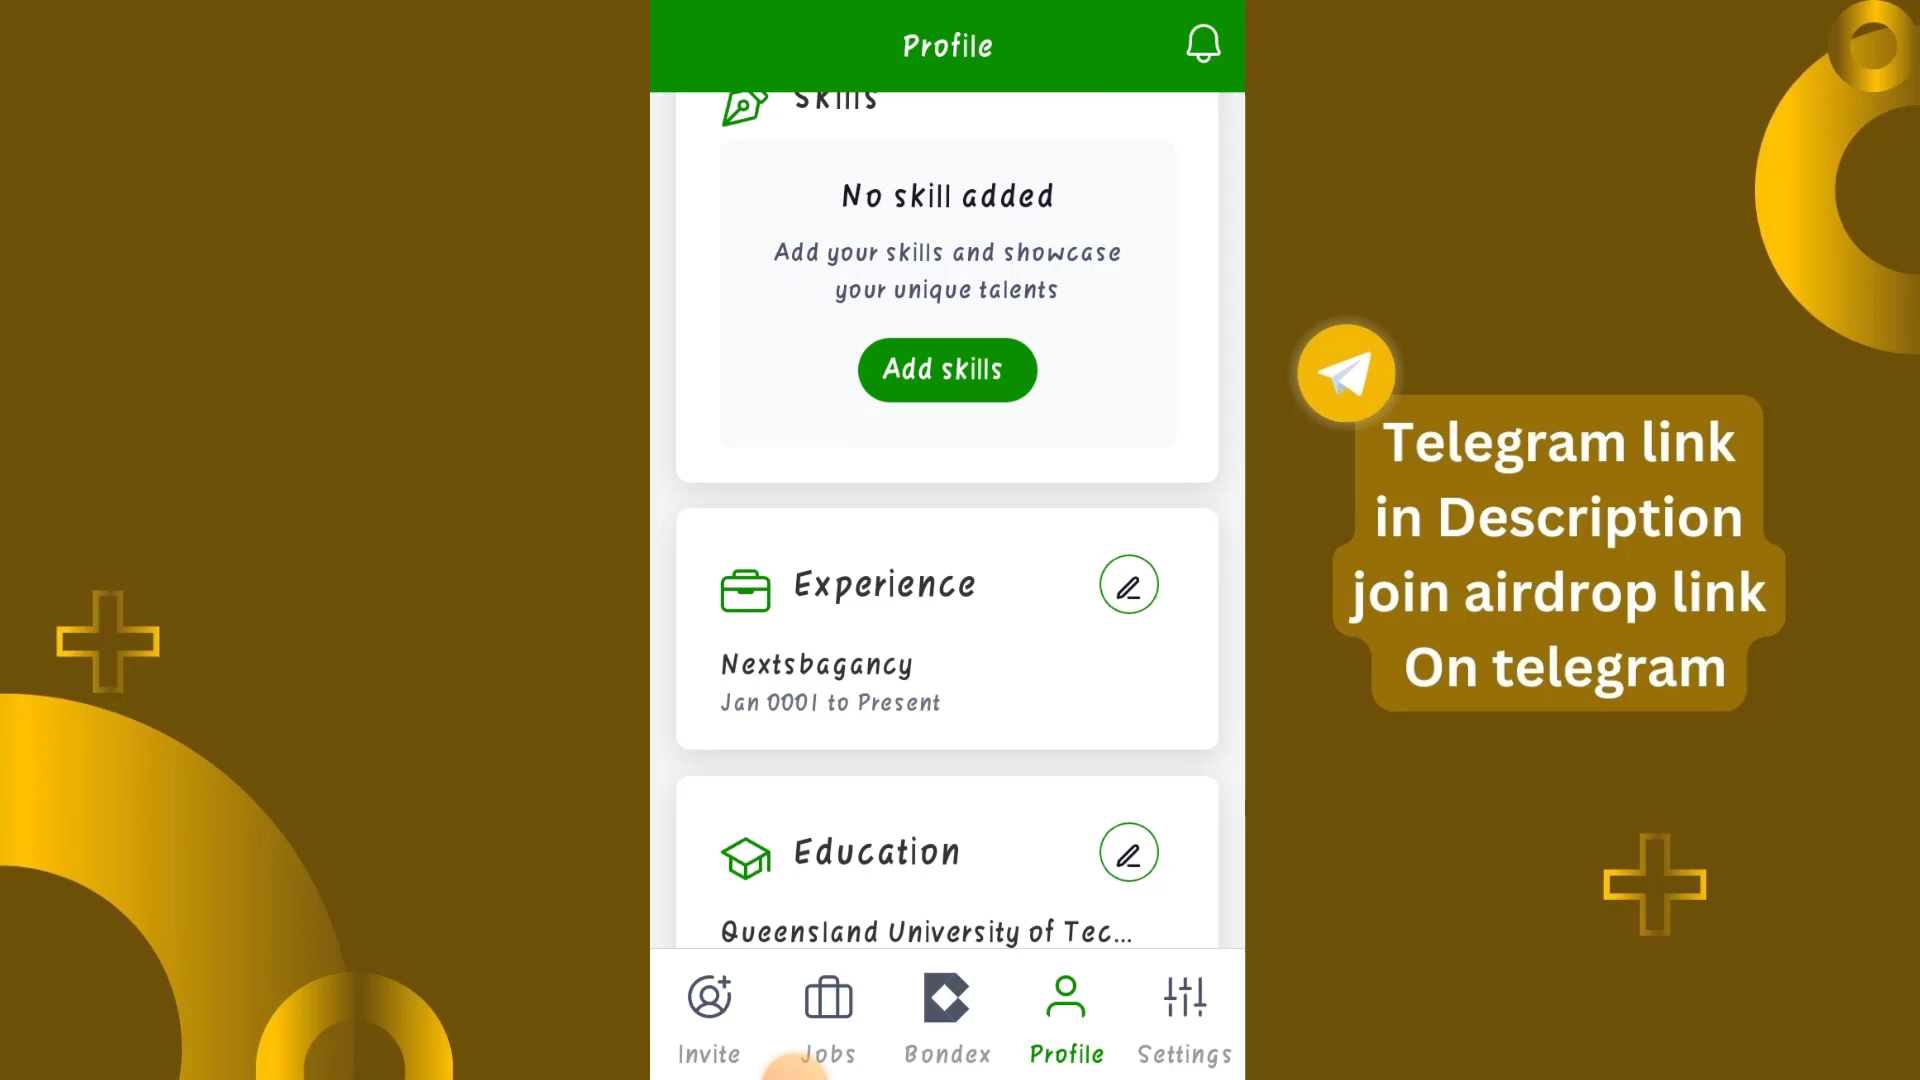 Profile
Skills
No skill added
Add your skills and showcase
your unique talents
Add skills
Experience
Nextsbagancy
Jan 0001 to Present
Education
Queensland University of Tec...
Invite
Jobs
Bondex
Profile
Settings
Telegram link
in Description
join airdrop link
On telegram